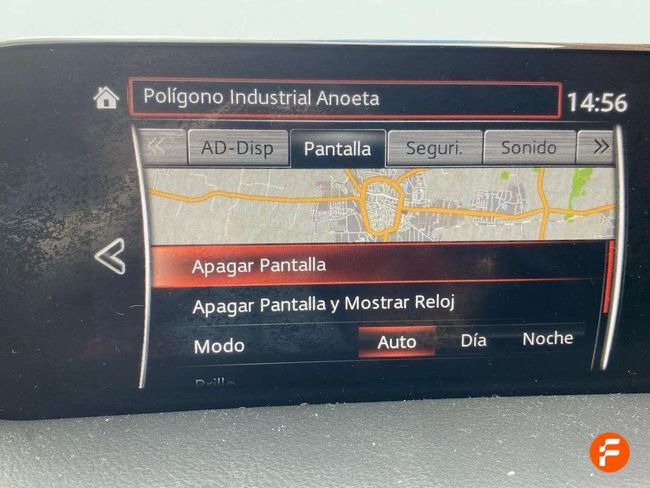 Polígono Industrial Anoeta
14:56
AD-Disp Pantalla Seguri. Sonido
Apagar Pantalla
Apagar Pantalla y Mostrar Reloj
Modo Auto Día Noche
Brillo